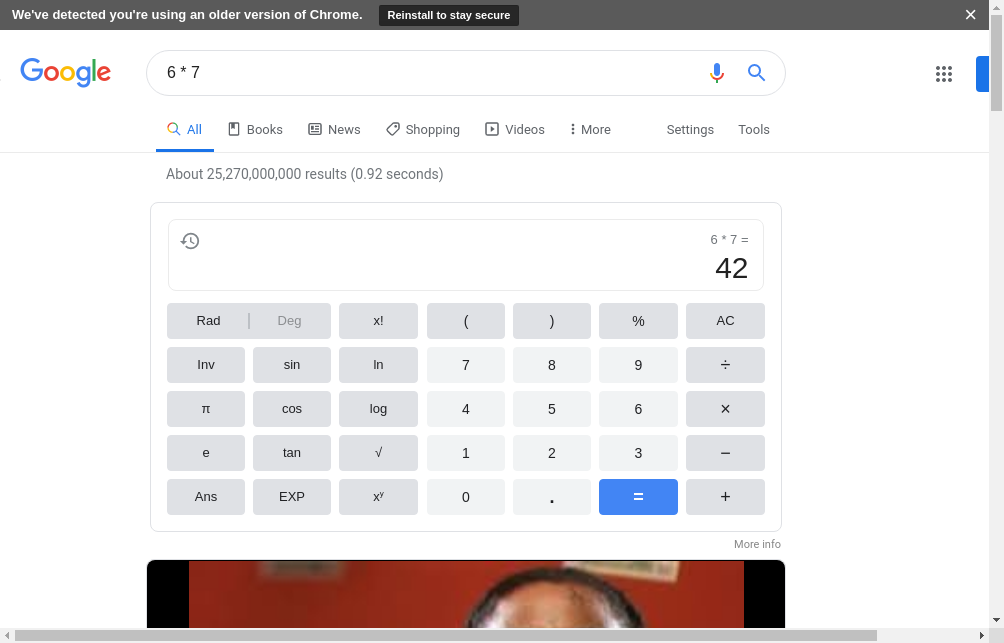 We've detected you're using an older version of Chrome. Reinstall to stay secure
Google 6 * 7
All Books News Shopping Videos More Settings Tools
About 25,270,000,000 results (0.92 seconds)
6 * 7 =
42
Rad Deg x! ( ) % AC
Inv sin ln 7 8 9 ÷
π cos log 4 5 6 ×
e tan √ 1 2 3 −
Ans EXP xʸ 0 . = +
More info